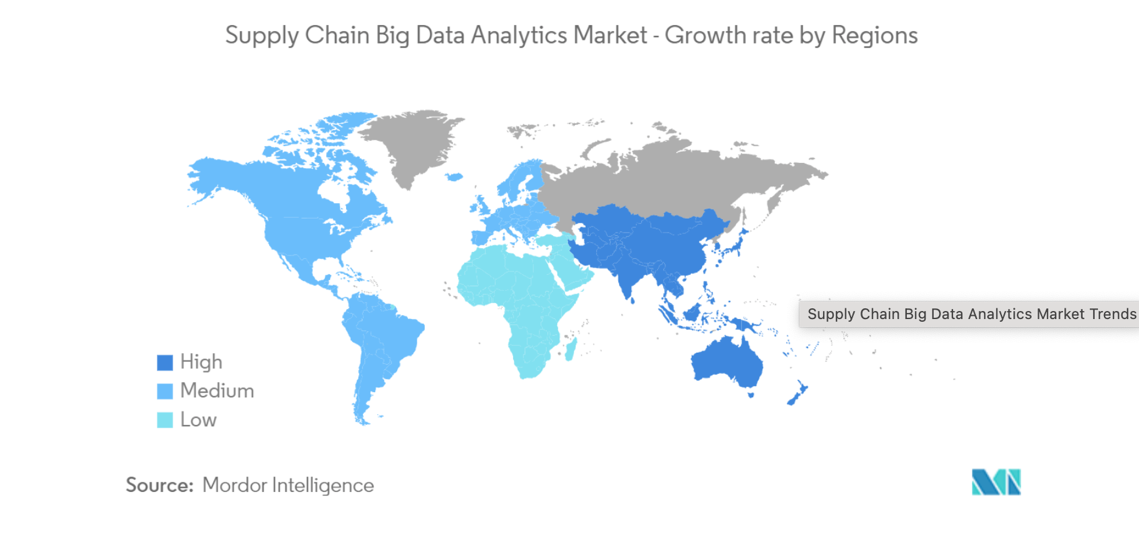 Supply Chain Big Data Analytics Market - Growth rate by Regions
Supply Chain Big Data Analytics Market Trends
High
Medium
Low
Source: Mordor Intelligence